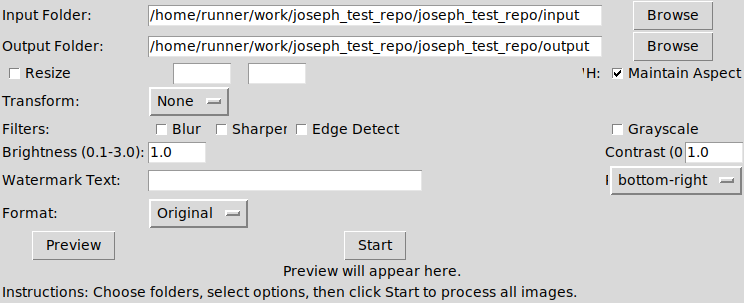 Input Folder: /home/runner/work/joseph_test_repo/joseph_test_repo/input Browse
Output Folder: /home/runner/work/joseph_test_repo/joseph_test_repo/output Browse
Resize H: Maintain Aspect
Transform: None
Filters: Blur Sharper Edge Detect Grayscale
Brightness (0.1-3.0): 1.0 Contrast (0 1.0
Watermark Text: bottom-right
Format: Original
Preview Start
Preview will appear here.
Instructions: Choose folders, select options, then click Start to process all images.